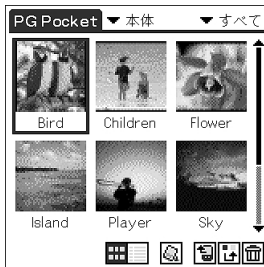 PG Pocket ▼ 本体 ▼ すべて
Bird Children Flower
Island Player Sky